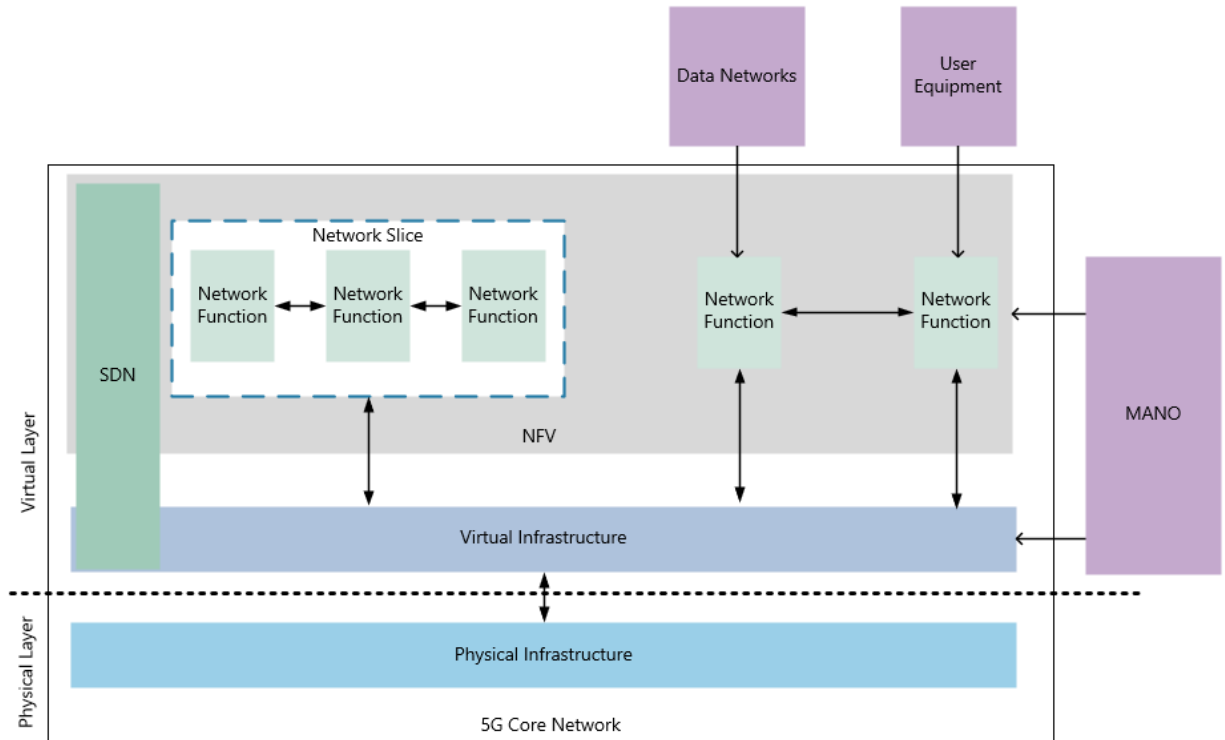 Data Networks
User
Equipment
Network Slice
Network
Function
Network
Function
Network
Function
Network
Function
Network
Function
SDN
NFV
MANO
Virtual Layer
Virtual Infrastructure
Physical Layer
Physical Infrastructure
5G Core Network